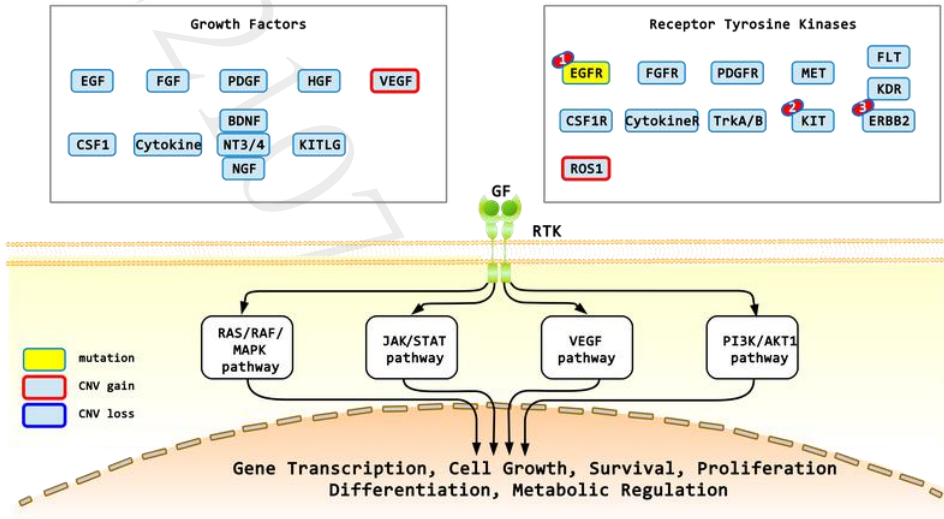 Growth Factors
EGF FGF PDGF HGF VEGF
BDNF
CSF1 Cytokine NT3/4 KITLG
NGF
Receptor Tyrosine Kinases
FLT
1
EGFR FGFR PDGFR MET
KDR
2 3
CSF1R CytokineR TrkA/B KIT ERBB2
ROS1
GF
RTK
RAS/RAF/
MAPK
pathway
JAK/STAT
pathway
VEGF
pathway
PI3K/AKT1
pathway
mutation
CNV gain
CNV loss
Gene Transcription, Cell Growth, Survival, Proliferation
Differentiation, Metabolic Regulation